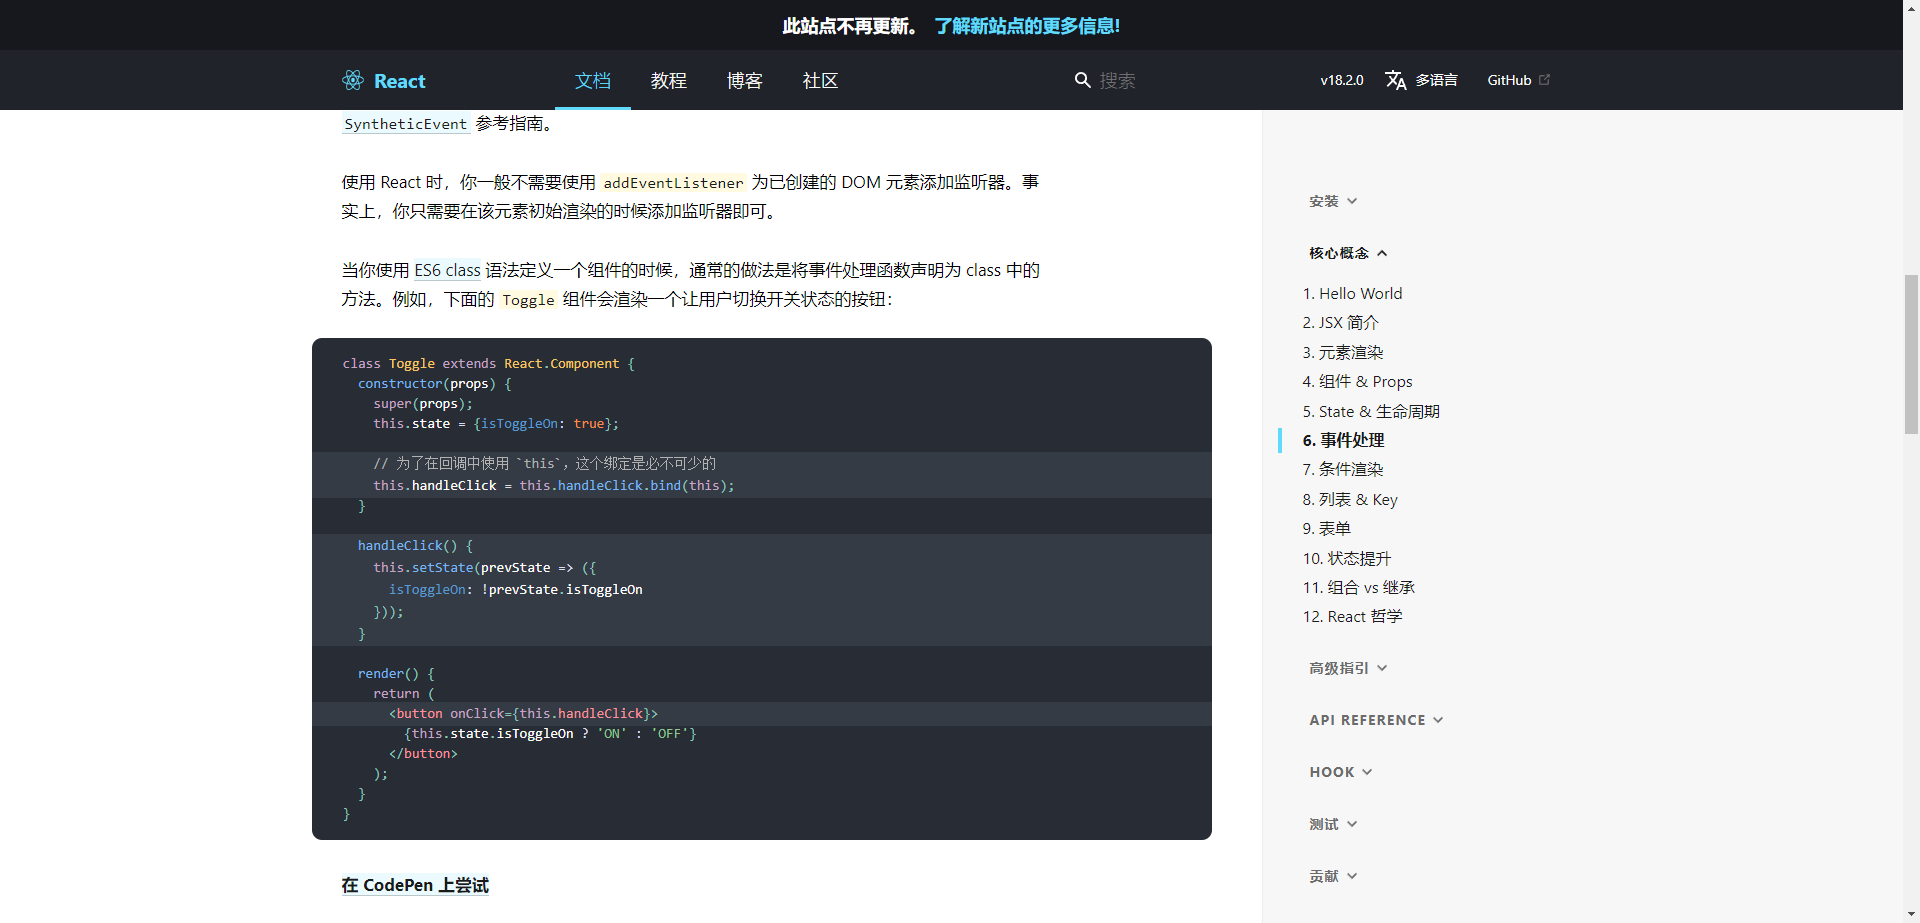 此站点不再更新。 了解新站点的更多信息!
React 文档 教程 博客 社区 搜索 v18.2.0 多语言 GitHub
SyntheticEvent 参考指南。
使用 React 时，你一般不需要使用 addEventListener 为已创建的 DOM 元素添加监听器。事
实上，你只需要在该元素初始渲染的时候添加监听器即可。
当你使用 ES6 class 语法定义一个组件的时候，通常的做法是将事件处理函数声明为 class 中的
方法。例如，下面的 Toggle 组件会渲染一个让用户切换开关状态的按钮：
class Toggle extends React.Component {
  constructor(props) {
    super(props);
    this.state = {isToggleOn: true};
    // 为了在回调中使用 `this`，这个绑定是必不可少的
    this.handleClick = this.handleClick.bind(this);
  }
  handleClick() {
    this.setState(prevState => ({
      isToggleOn: !prevState.isToggleOn
    }));
  }
  render() {
    return (
      <button onClick={this.handleClick}>
        {this.state.isToggleOn ? 'ON' : 'OFF'}
      </button>
    );
  }
}
在 CodePen 上尝试
安装
核心概念
1. Hello World
2. JSX 简介
3. 元素渲染
4. 组件 & Props
5. State & 生命周期
6. 事件处理
7. 条件渲染
8. 列表 & Key
9. 表单
10. 状态提升
11. 组合 vs 继承
12. React 哲学
高级指引
API REFERENCE
HOOK
测试
贡献